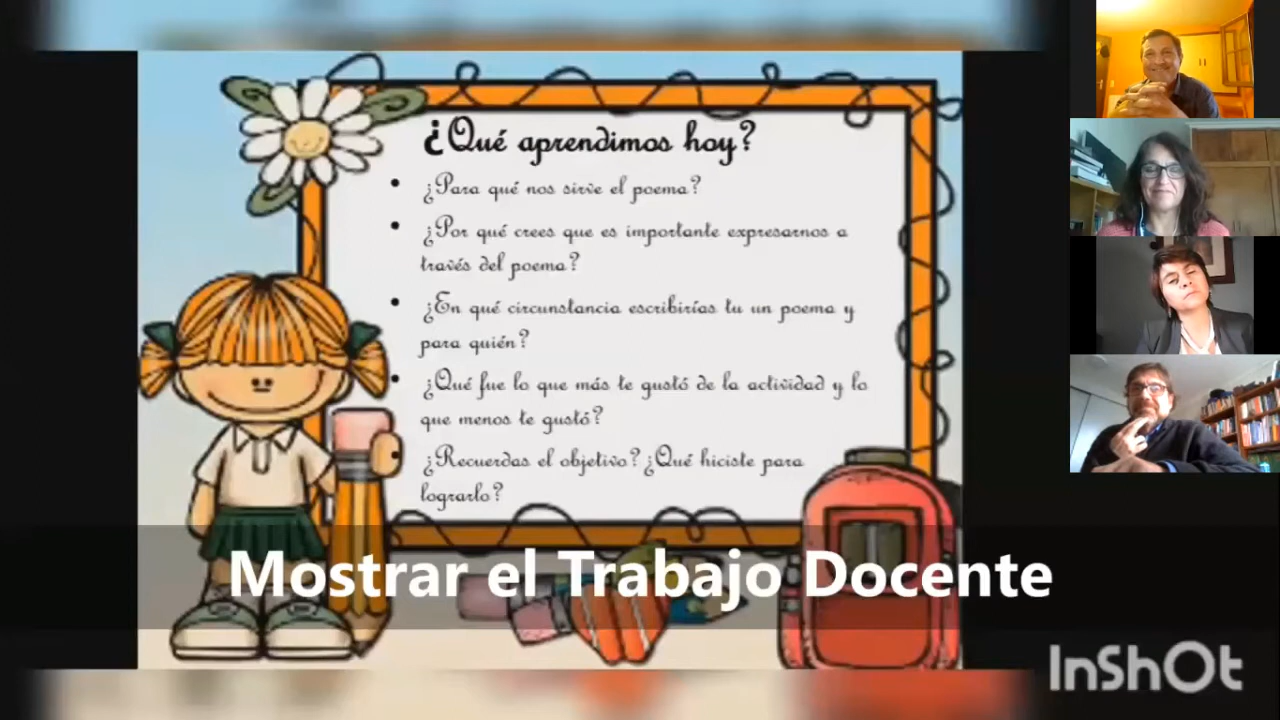 ¿Qué aprendimos hoy?
• ¿Para qué nos sirve el poema?
• ¿Por qué crees que es importante expresarnos a
través del poema?
• ¿En qué circunstancia escribirías tu un poema y
para quién?
• ¿Qué fue lo que más te gustó de la actividad y lo
que menos te gustó?
¿Recuerdas el objetivo? ¿Qué hiciste para
lograrlo?
Mostrar el Trabajo Docente
InShOt